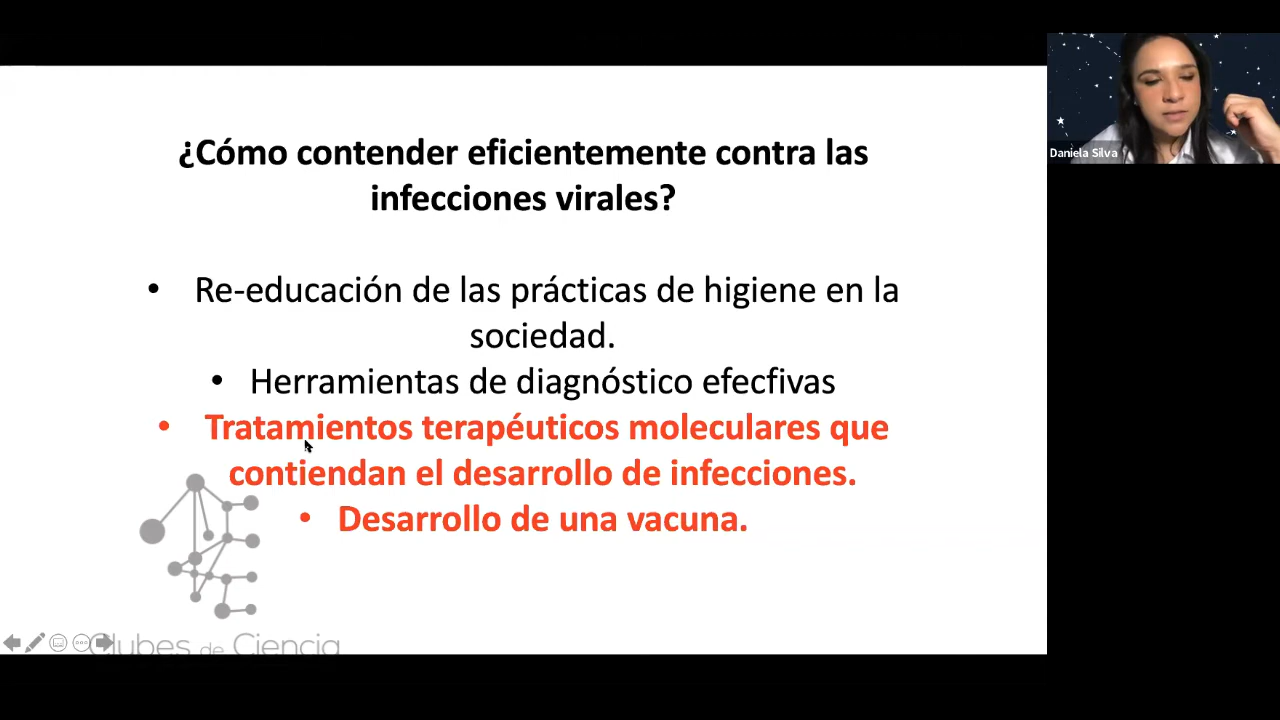 ¿Cómo contender eficientemente contra las
infecciones virales?
• Re-educación de las prácticas de higiene en la
sociedad.
• Herramientas de diagnóstico efecfivas
• Tratamientos terapéuticos moleculares que
contiendan el desarrollo de infecciones.
• Desarrollo de una vacuna.
Clubes de Ciencia
Daniela Silva